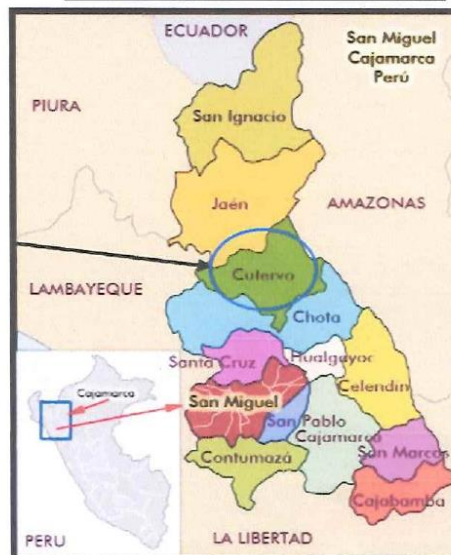 ECUADOR
San Miguel
Cajamarca
Perú
PIURA
San Ignacio
Jaén
AMAZONAS
Cutervo
LAMBAYEQUE
Chota
Santa Cruz
Hualgayoc
Celendín
Cajamarca
San Miguel
San Pablo
Cajamarca
San Marcos
Contumazá
Cajabamba
PERU
LA LIBERTAD